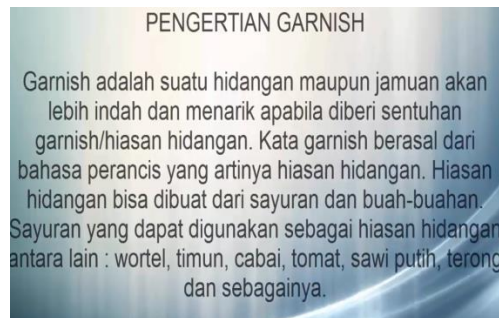 PENGERTIAN GARNISH
Garnish adalah suatu hidangan maupun jamuan akan
lebih indah dan menarik apabila diberi sentuhan
garnish/hiasan hidangan. Kata garnish berasal dari
bahasa perancis yang artinya hiasan hidangan. Hiasan
hidangan bisa dibuat dari sayuran dan buah-buahan.
Sayuran yang dapat digunakan sebagai hiasan hidangan
antara lain : wortel, timun, cabai, tomat, sawi putih, terong
dan sebagainya.